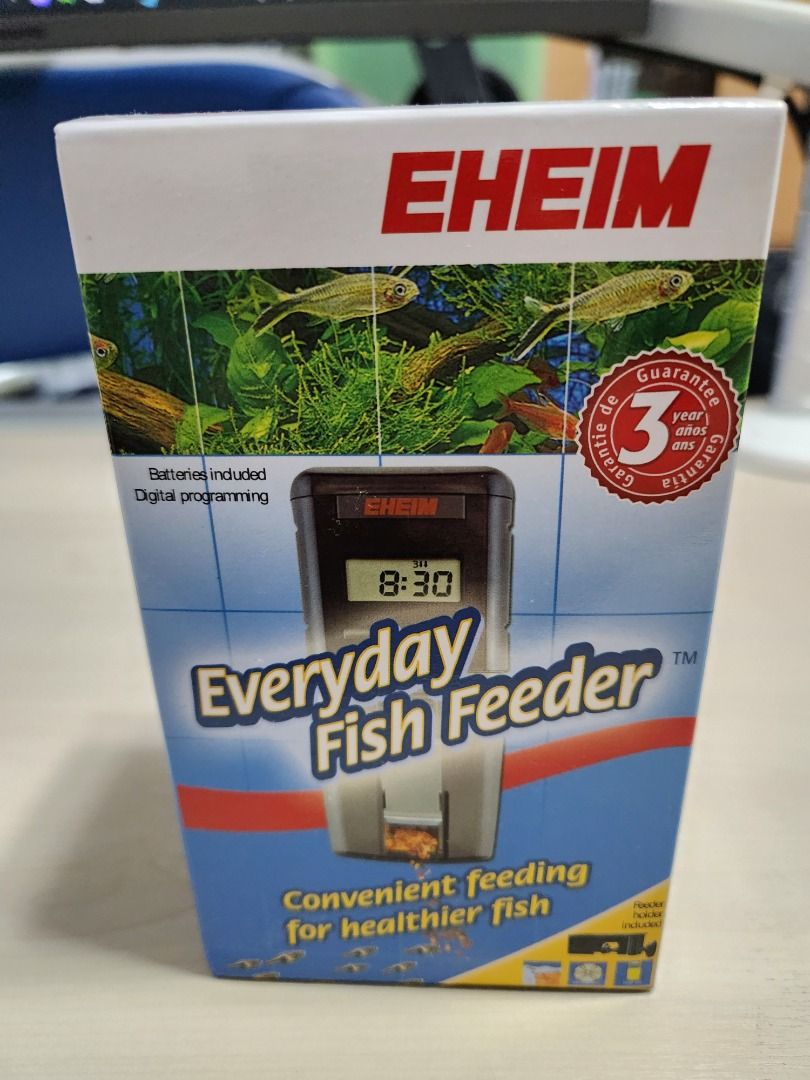 EHEIM
Guarantee
Garantie de
Garantía
3
year
años
ans
Batteries included
Digital programming
EHEIM
8:30
Everyday
Fish Feeder
TM
Convenient feeding
for healthier fish
Feeder
holder
included